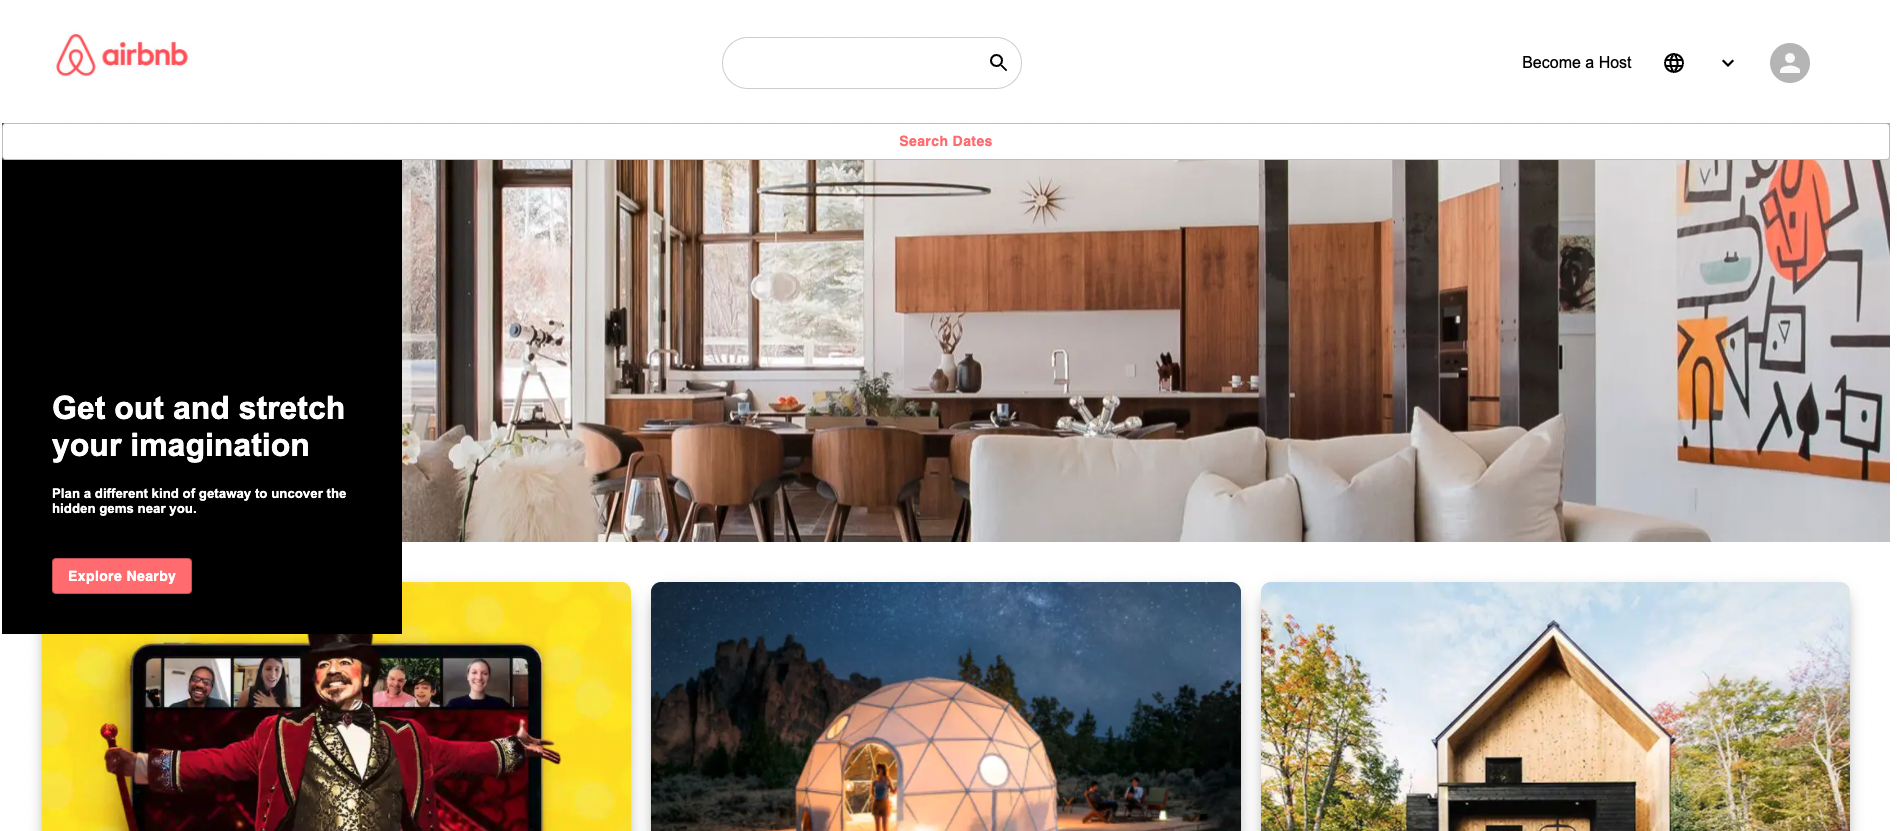 airbnb
Become a Host
Search Dates
Get out and stretch
your imagination
Plan a different kind of getaway to uncover the
hidden gems near you.
Explore Nearby